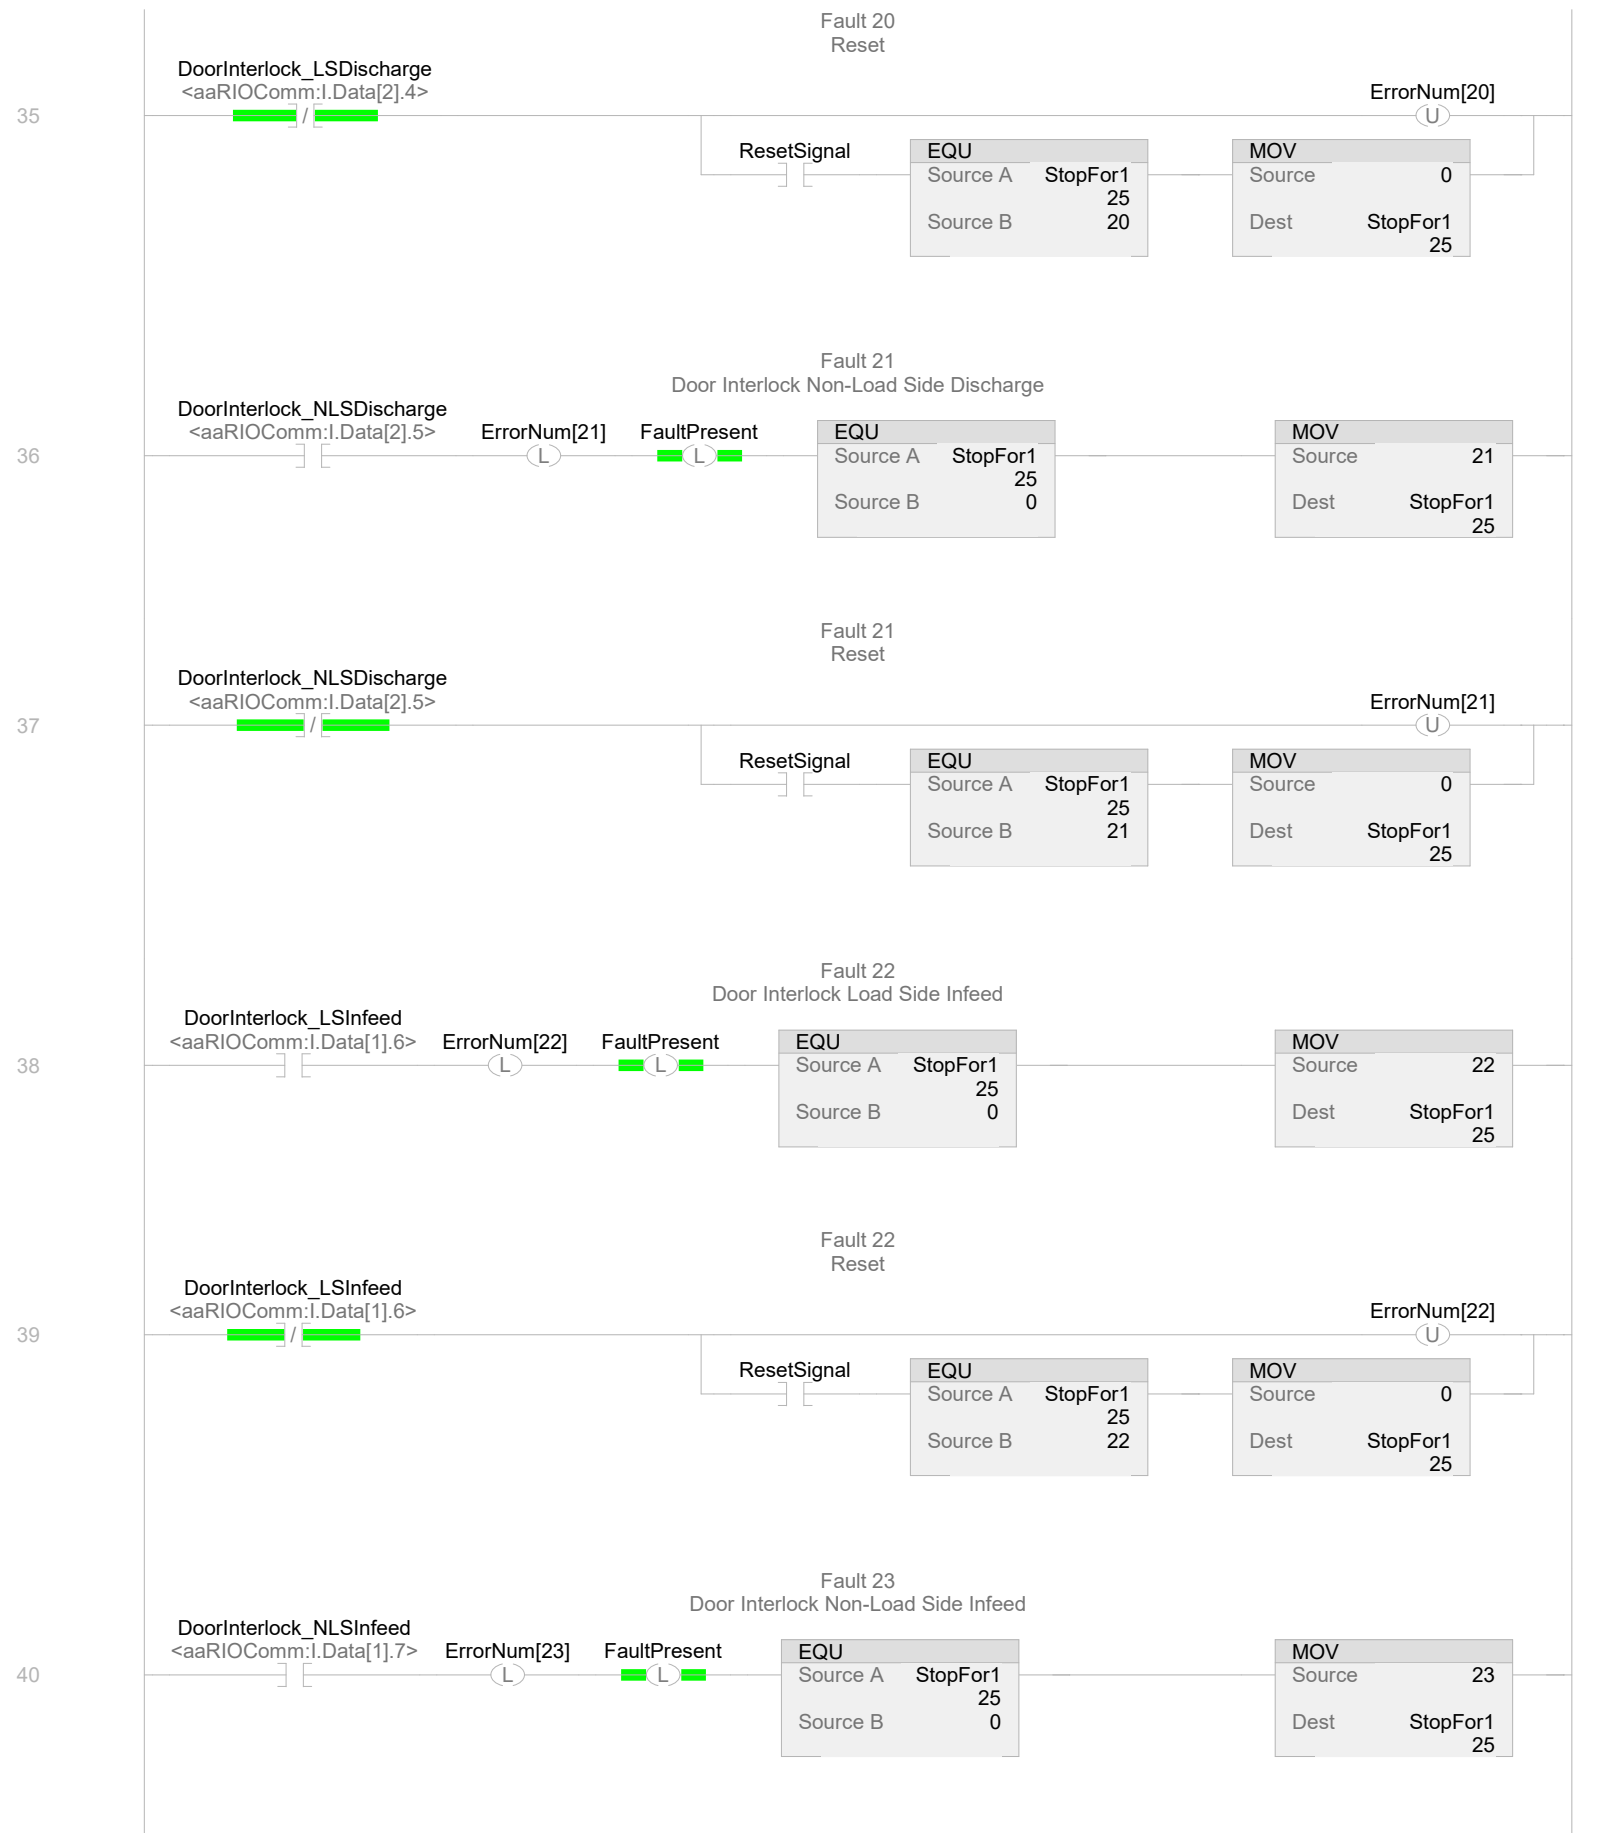 Fault 20
Reset
DoorInterlock_LSDischarge
<aaRIOComm:I.Data[2].4>
ErrorNum[20]
35
/
U
ResetSignal
EQU
MOV
Source A StopFor1
Source 0
25
Source B 20
Dest StopFor1
25
Fault 21
Door Interlock Non-Load Side Discharge
DoorInterlock_NLSDischarge
<aaRIOComm:I.Data[2].5>
ErrorNum[21]
FaultPresent
EQU
MOV
36
L
L
Source A StopFor1
Source 21
25
Source B 0
Dest StopFor1
25
Fault 21
Reset
DoorInterlock_NLSDischarge
<aaRIOComm:I.Data[2].5>
ErrorNum[21]
37
/
U
ResetSignal
EQU
MOV
Source A StopFor1
Source 0
25
Source B 21
Dest StopFor1
25
Fault 22
Door Interlock Load Side Infeed
DoorInterlock_LSInfeed
<aaRIOComm:I.Data[1].6>
ErrorNum[22]
FaultPresent
EQU
MOV
38
L
L
Source A StopFor1
Source 22
25
Source B 0
Dest StopFor1
25
Fault 22
Reset
DoorInterlock_LSInfeed
<aaRIOComm:I.Data[1].6>
ErrorNum[22]
39
/
U
ResetSignal
EQU
MOV
Source A StopFor1
Source 0
25
Source B 22
Dest StopFor1
25
Fault 23
Door Interlock Non-Load Side Infeed
DoorInterlock_NLSInfeed
<aaRIOComm:I.Data[1].7>
ErrorNum[23]
FaultPresent
EQU
MOV
40
L
L
Source A StopFor1
Source 23
25
Source B 0
Dest StopFor1
25